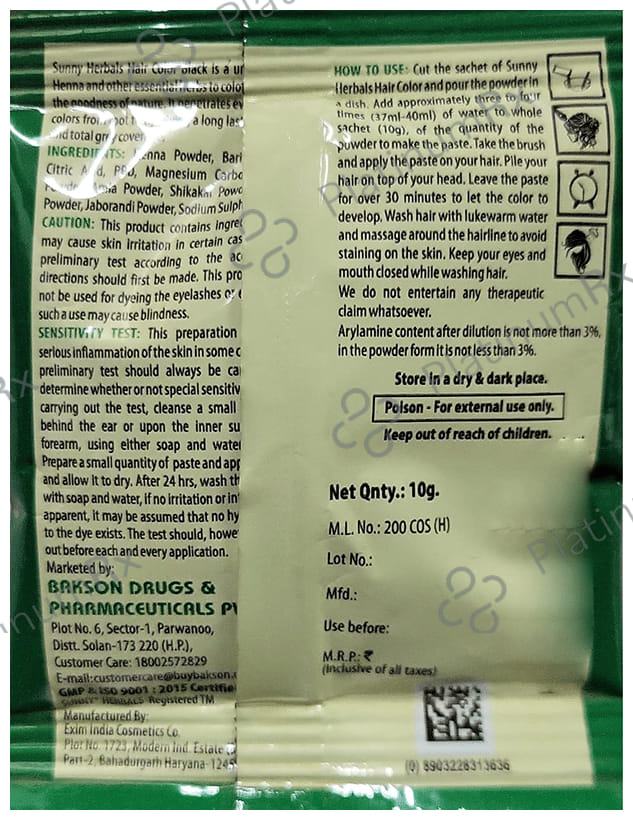 Sunny Herbals Hair Color Black is a un
Henna and other essential herbs to color
the goodness of nature. It penetrates ev
colors from root to a long las
and total grey cover
INGREDIENTS: Henna Powder, Bari
Citric Acid, PPD, Magnesium Carbo
Powder, Powder, Shikakai Powd
Powder, Jaborandi Powder, Sodium Sulph
CAUTION: This product contains ingred
may cause skin irritation in certain cas
preliminary test according to the ac
directions should first be made. This pro
not be used for dyeing the eyelashes or e
such a use may cause blindness.
SENSITIVITY TEST: This preparation
serious inflammation of the skin in some c
preliminary test should always be ca
determine whether or not special sensitiv
carrying out the test, cleanse a small
behind the ear or upon the inner su
forearm, using either soap and water
Prepare a small quantity of paste and app
and allow it to dry. After 24 hrs, wash th
with soap and water, if no irritation or in
apparent, it may be assumed that no hy
to the dye exists. The test should, howe
out before each and every application.
Marketed by:
BAKSON DRUGS &
PHARMACEUTICALS PV
Plot No. 6, Sector-1, Parwanoo,
Distt. Solan-173 220 (H.P.),
Customer Care: 18002572829
E-mail:customercare@buybakson.c
GMP & ISO 9001 : 2015 Certifie
SUNNY HERBALS Registered TM
Manufactured By:
Exim India Cosmetics Co.
Plot No. 1723, Modern Ind. Estate
Part-2, Bahadurgarh Haryana-1245
HOW TO USE: Cut the sachet of Sunny
Herbals Hair Color and pour the powder in
a dish. Add approximately three to four
times (37ml-40ml) of water to whole
sachet (10g), of the quantity of the
powder to make the paste. Take the brush
and apply the paste on your hair. Pile your
hair on top of your head. Leave the paste
for over 30 minutes to let the color to
develop. Wash hair with lukewarm water
and massage around the hairline to avoid
staining on the skin. Keep your eyes and
mouth closed while washing hair.
We do not entertain any therapeutic
claim whatsoever.
Arylamine content after dilution is not more than 3%,
in the powder form it is not less than 3%.
Store in a dry & dark place.
Poison - For external use only.
Keep out of reach of children.
Net Qnty.: 10g.
M.L. No.: 200 COS (H)
Lot No.:
Mfd.:
Use before:
M.R.P.: ₹
(Inclusive of all taxes)
(0) 8903228313636
PlatinumRx